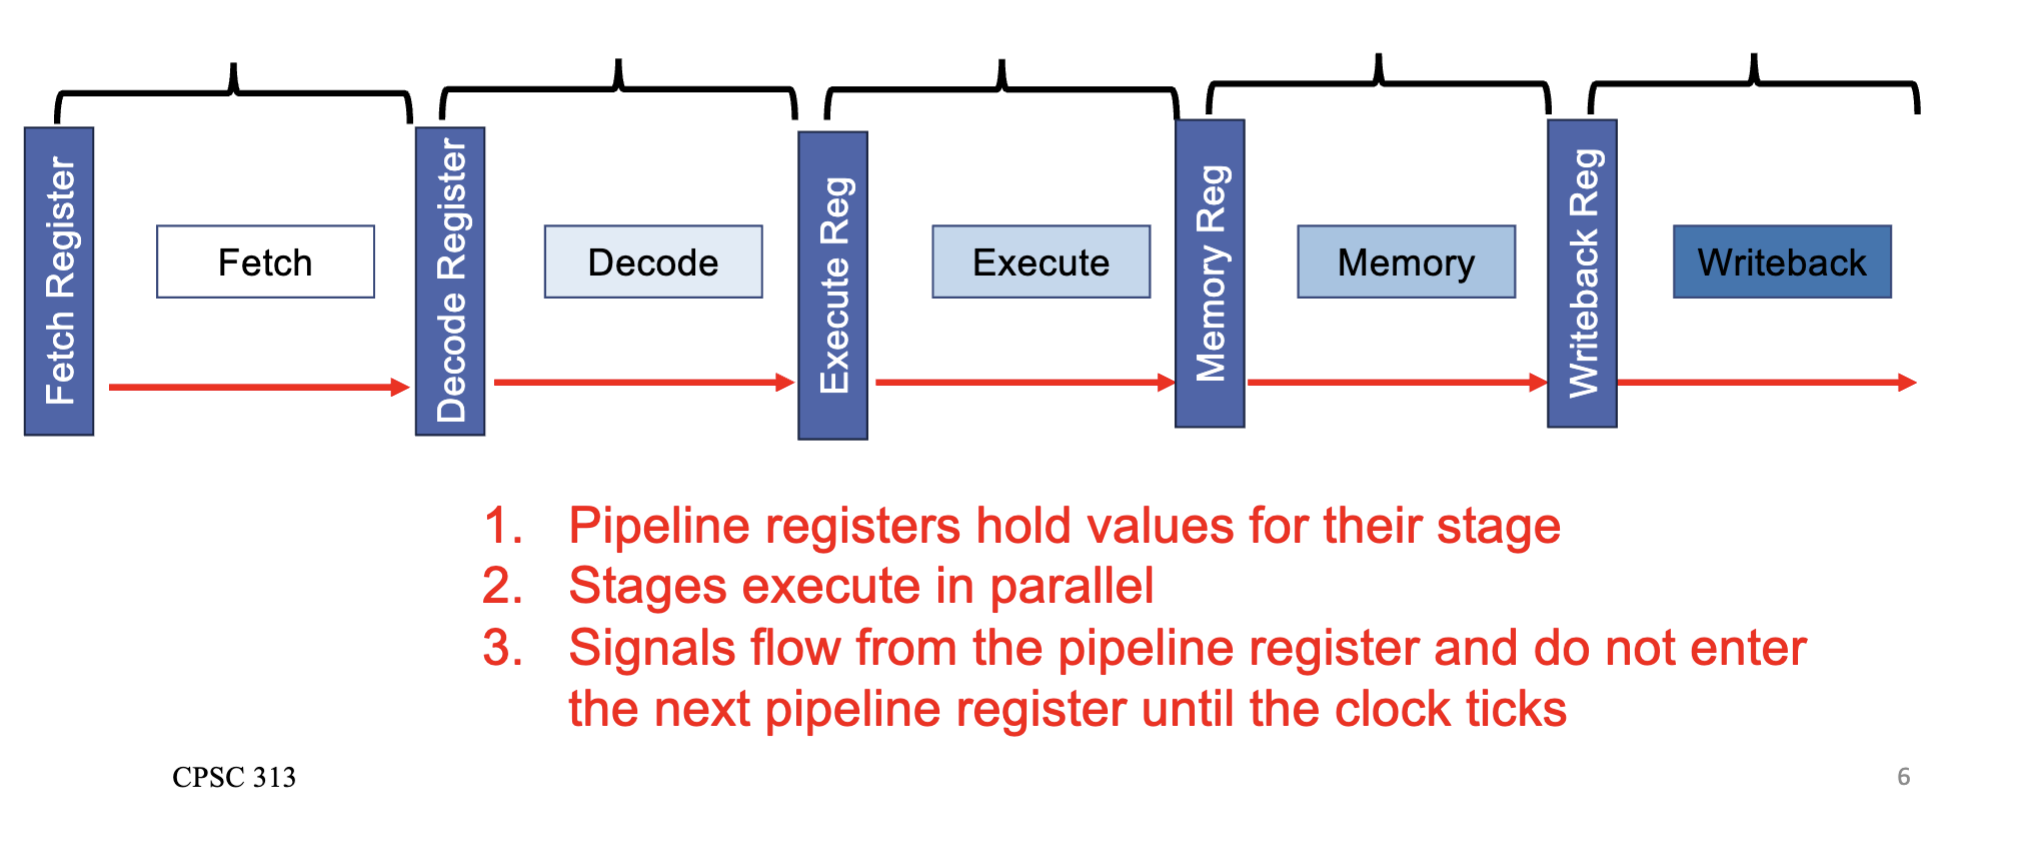 Fetch Register
Fetch
Decode Register
Decode
Execute Reg
Execute
Memory Reg
Memory
Writeback Reg
Writeback
1. Pipeline registers hold values for their stage
2. Stages execute in parallel
3. Signals flow from the pipeline register and do not enter
the next pipeline register until the clock ticks
CPSC 313
6